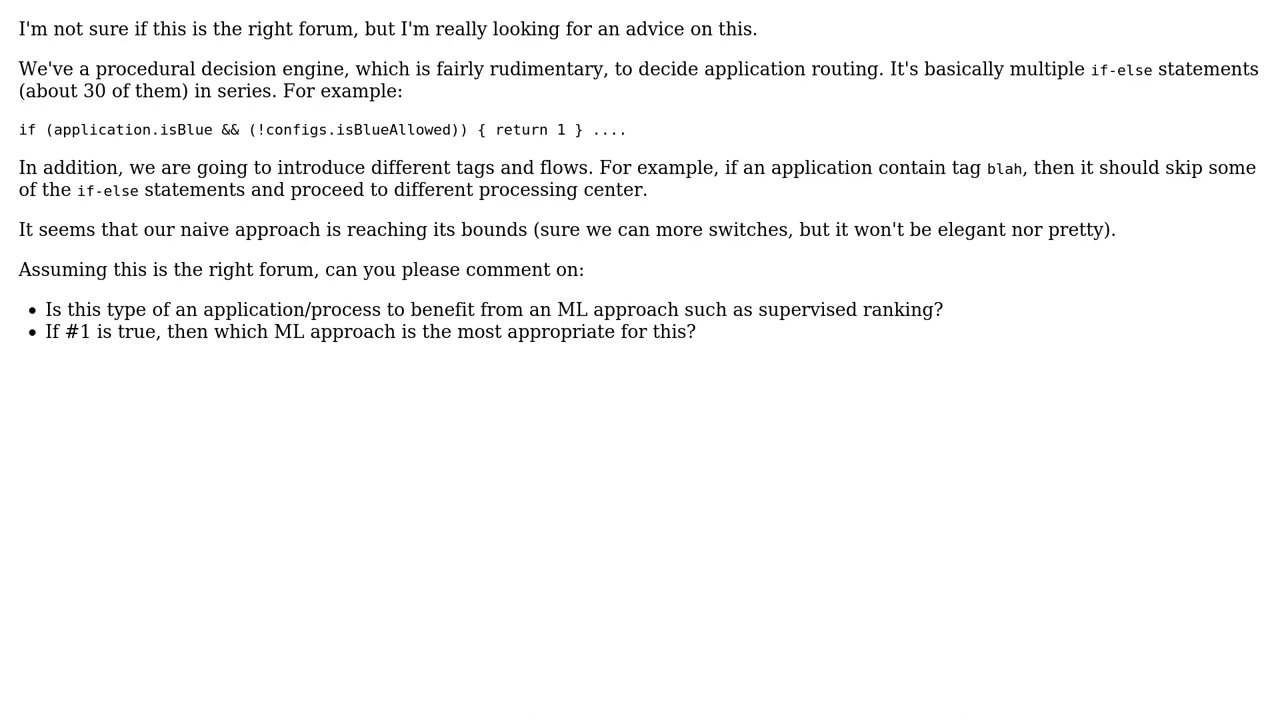 I'm not sure if this is the right forum, but I'm really looking for an advice on this.
We've a procedural decision engine, which is fairly rudimentary, to decide application routing. It's basically multiple if-else statements
(about 30 of them) in series. For example:
if (application.isBlue && (!configs.isBlueAllowed)) { return 1 } ....
In addition, we are going to introduce different tags and flows. For example, if an application contain tag blah, then it should skip some
of the if-else statements and proceed to different processing center.
It seems that our naive approach is reaching its bounds (sure we can more switches, but it won't be elegant nor pretty).
Assuming this is the right forum, can you please comment on:
• Is this type of an application/process to benefit from an ML approach such as supervised ranking?
• If #1 is true, then which ML approach is the most appropriate for this?